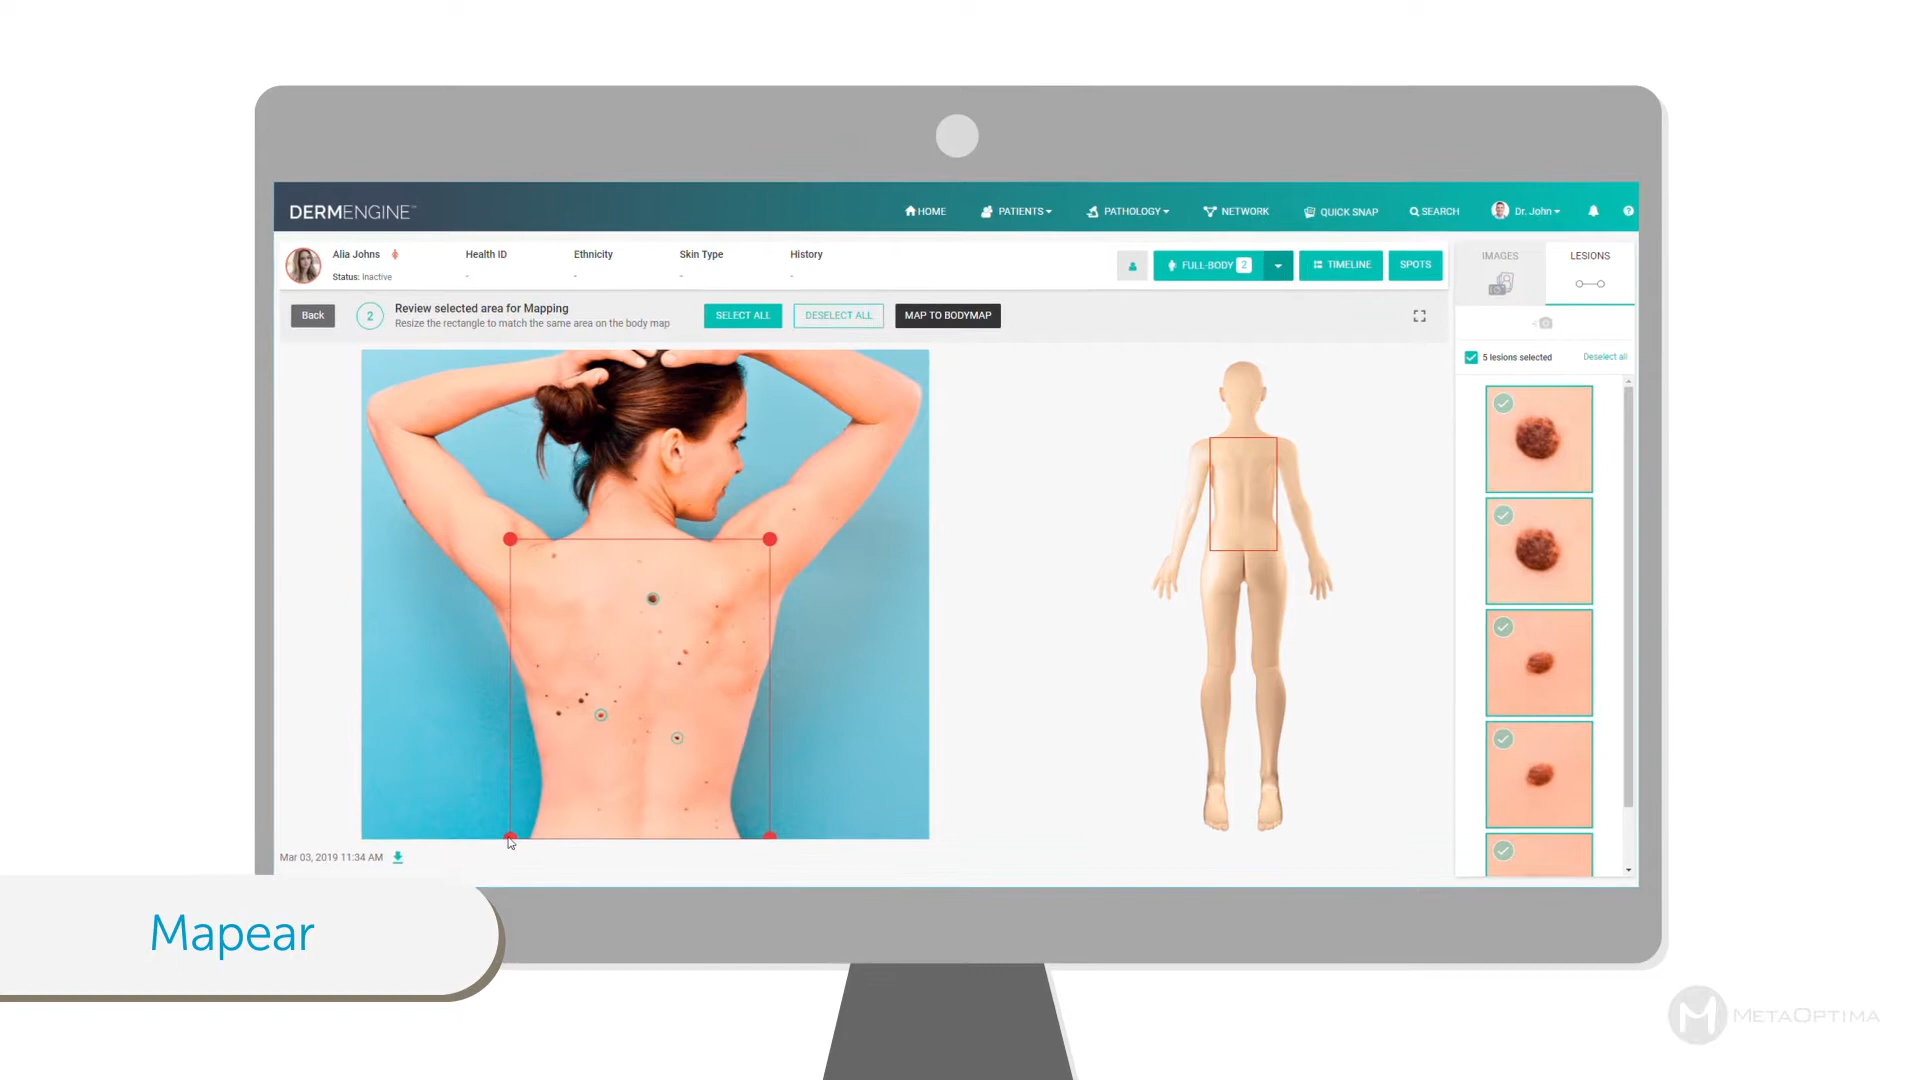 DERMENGINE™
HOME PATIENTS PATHOLOGY NETWORK QUICK SNAP SEARCH Dr. John ?
Alia Johns Health ID Ethnicity Skin Type History
Status: Inactive - - - -
FULL-BODY 2 TIMELINE SPOTS
IMAGES LESIONS
Back 2 Review selected area for Mapping
Resize the rectangle to match the same area on the body map
SELECT ALL DESELECT ALL MAP TO BODYMAP
5 lesions selected Deselect all
Mar 03, 2019 11:34 AM
Mapear
METAOPTIMA